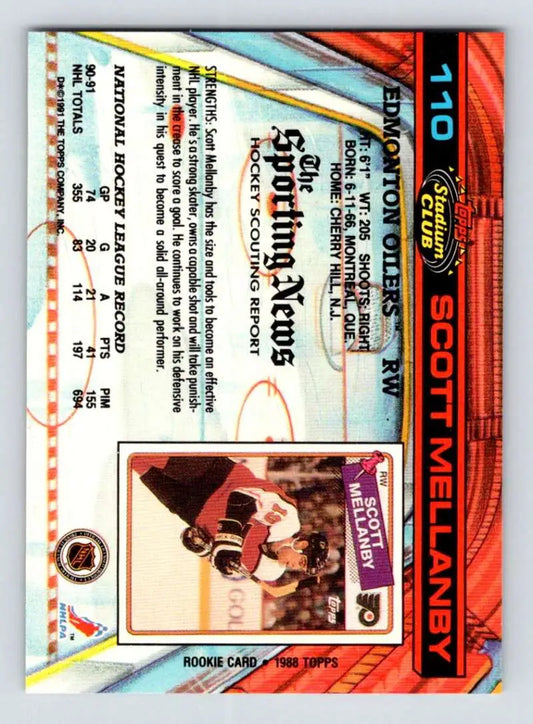 110
Topps
Stadium
CLUB
SCOTT MELLANBY
EDMONTON OILERS™ RW
HT: 6'1" WT: 205 SHOOTS: RIGHT
BORN: 6-11-66, MONTREAL, QUE.
HOME: CHERRY HILL, N.J.
The
Sporting News
HOCKEY SCOUTING REPORT
STRENGTHS: Scott Mellanby has the size and tools to become an effective
NHL player. He's a strong skater, owns a capable shot and will take punish-
ment in the crease to score a goal. He continues to work on his defensive
intensity in his quest to become a solid all-around performer.
NATIONAL HOCKEY LEAGUE RECORD
GP G A PTS PIM
90-91 74 20 21 41 155
NHL TOTALS 355 83 114 197 694
D*©1991 THE TOPPS COMPANY, INC.
RW
SCOTT
MELLANBY
GOL
TOPPS
ROOKIE CARD • 1988 TOPPS
NHL
NHLPA
™